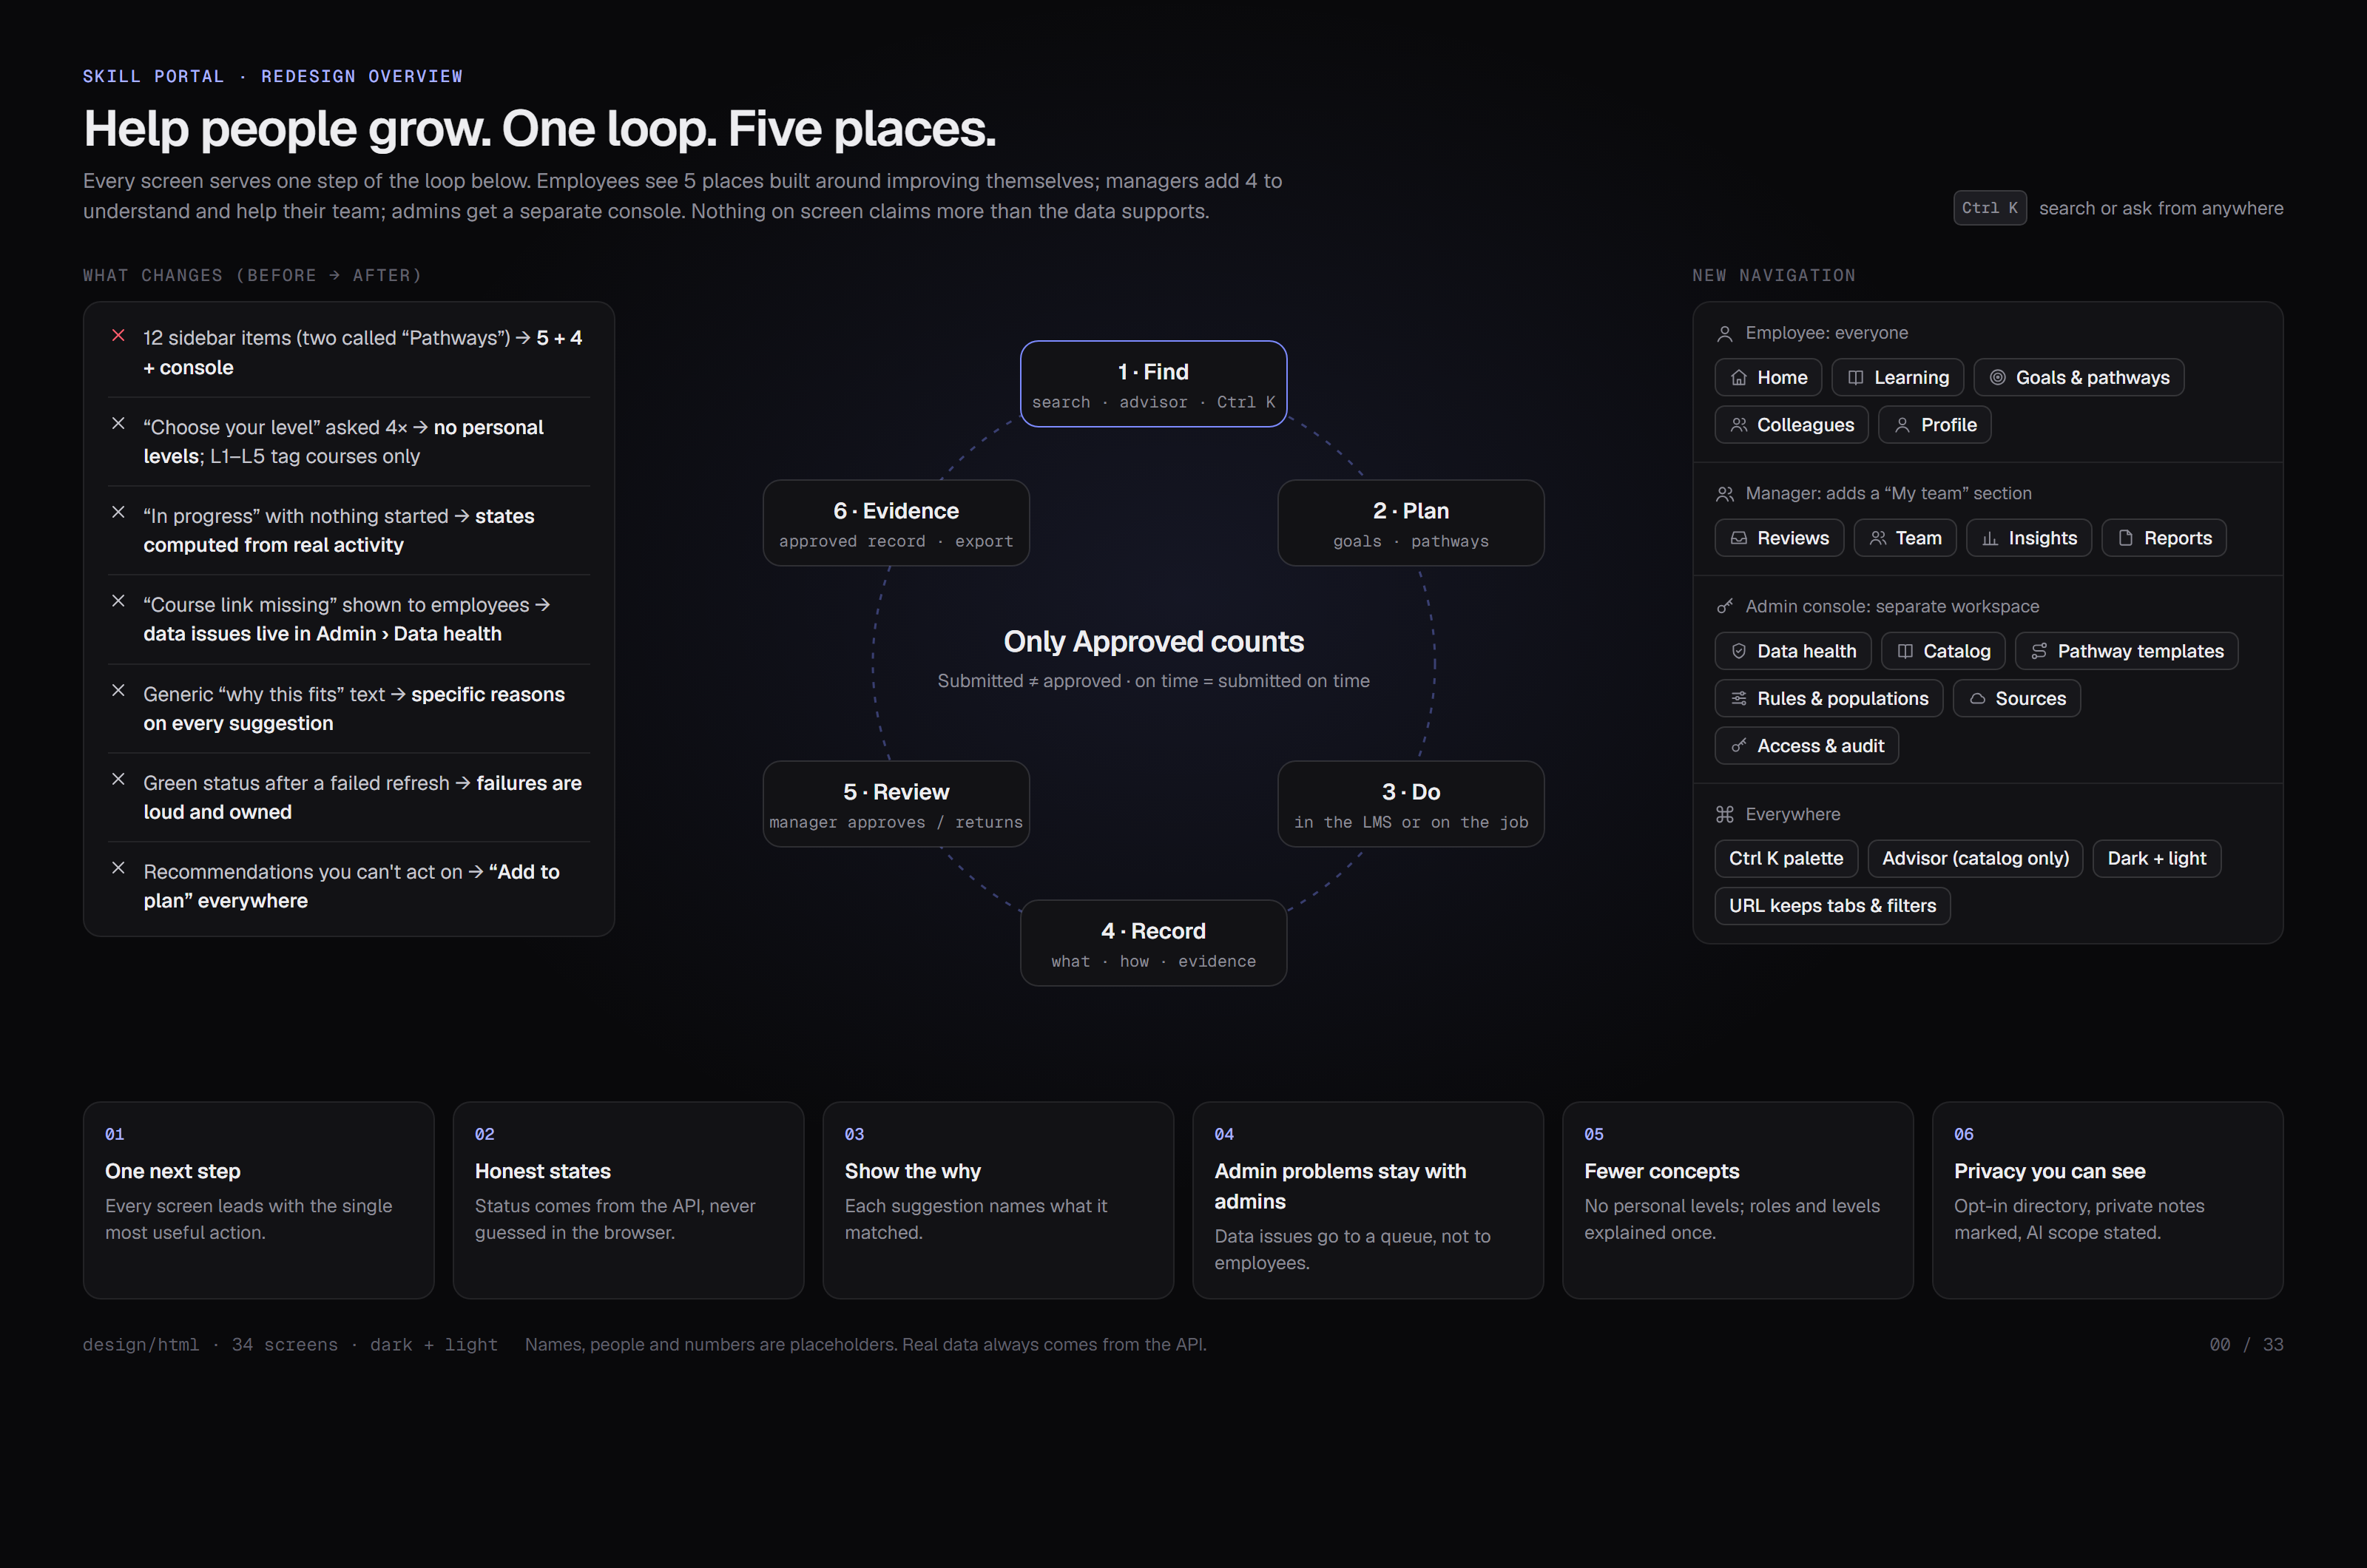 SKILL PORTAL · REDESIGN OVERVIEW
Help people grow. One loop. Five places.
Every screen serves one step of the loop below. Employees see 5 places built around improving themselves; managers add 4 to
understand and help their team; admins get a separate console. Nothing on screen claims more than the data supports.
Ctrl K search or ask from anywhere
WHAT CHANGES (BEFORE → AFTER)
12 sidebar items (two called “Pathways”) → 5 + 4
+ console
“Choose your level” asked 4× → no personal
levels; L1–L5 tag courses only
“In progress” with nothing started → states
computed from real activity
“Course link missing” shown to employees →
data issues live in Admin › Data health
Generic “why this fits” text → specific reasons
on every suggestion
Green status after a failed refresh → failures are
loud and owned
Recommendations you can't act on → “Add to
plan” everywhere
1 · Find
search · advisor · Ctrl K
2 · Plan
goals · pathways
3 · Do
in the LMS or on the job
4 · Record
what · how · evidence
5 · Review
manager approves / returns
6 · Evidence
approved record · export
Only Approved counts
Submitted ≠ approved · on time = submitted on time
NEW NAVIGATION
Employee: everyone
Home Learning Goals & pathways
Colleagues Profile
Manager: adds a “My team” section
Reviews Team Insights Reports
Admin console: separate workspace
Data health Catalog Pathway templates
Rules & populations Sources
Access & audit
Everywhere
Ctrl K palette Advisor (catalog only) Dark + light
URL keeps tabs & filters
01
One next step
Every screen leads with the single
most useful action.
02
Honest states
Status comes from the API, never
guessed in the browser.
03
Show the why
Each suggestion names what it
matched.
04
Admin problems stay with
admins
Data issues go to a queue, not to
employees.
05
Fewer concepts
No personal levels; roles and levels
explained once.
06
Privacy you can see
Opt-in directory, private notes
marked, AI scope stated.
design/html · 34 screens · dark + light Names, people and numbers are placeholders. Real data always comes from the API.
00 / 33